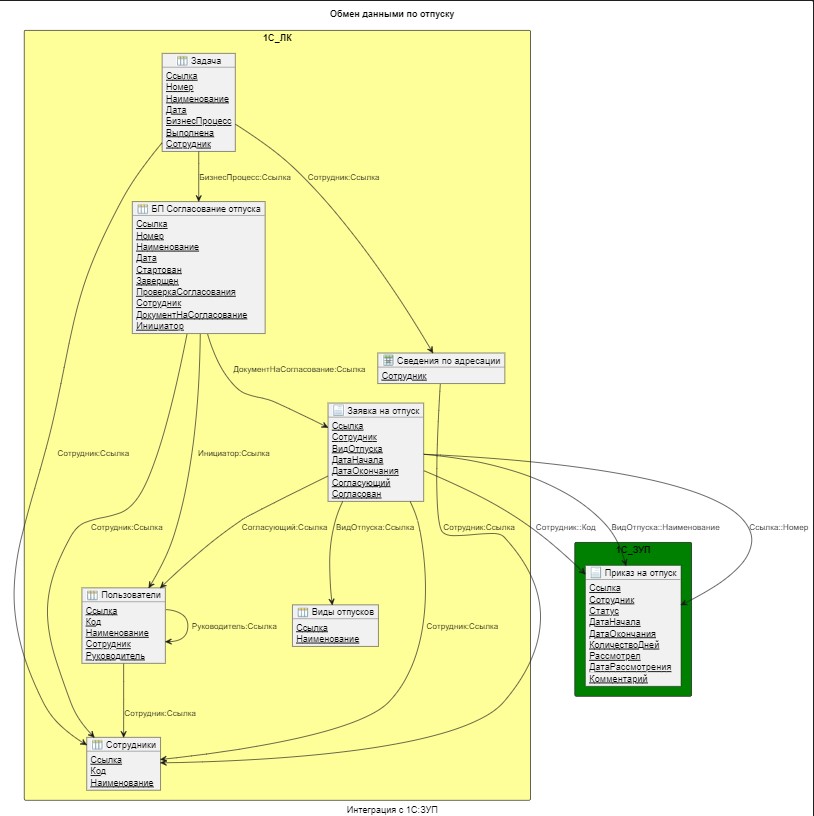 Обмен данными по отпуску
1С_ЛК
Задача
Ссылка
Номер
Наименование
Дата
БизнесПроцесс
Выполнена
Сотрудник
БизнесПроцесс:Ссылка
Сотрудник:Ссылка
БП Согласование отпуска
Ссылка
Номер
Наименование
Дата
Стартован
Завершен
ПроверкаСогласования
Сотрудник
ДокументНаСогласование
Инициатор
Сведения по адресации
Сотрудник
ДокументНаСогласование:Ссылка
Заявка на отпуск
Ссылка
Сотрудник
ВидОтпуска
ДатаНачала
ДатаОкончания
Согласующий
Согласован
Сотрудник:Ссылка
Инициатор:Ссылка
Сотрудник:Ссылка
Согласующий:Ссылка
ВидОтпуска:Ссылка
Сотрудник:Ссылка
Сотрудник::Код
ВидОтпуска::Наименование
Ссылка::Номер
1С_ЗУП
Приказ на отпуск
Ссылка
Сотрудник
Статус
ДатаНачала
ДатаОкончания
КоличествоДней
Рассмотрел
ДатаРассмотрения
Комментарий
Пользователи
Ссылка
Код
Наименование
Сотрудник
Руководитель
Руководитель:Ссылка
Виды отпусков
Ссылка
Наименование
Сотрудник:Ссылка
Сотрудник:Ссылка
Сотрудники
Ссылка
Код
Наименование
Интеграция с 1С:ЗУП